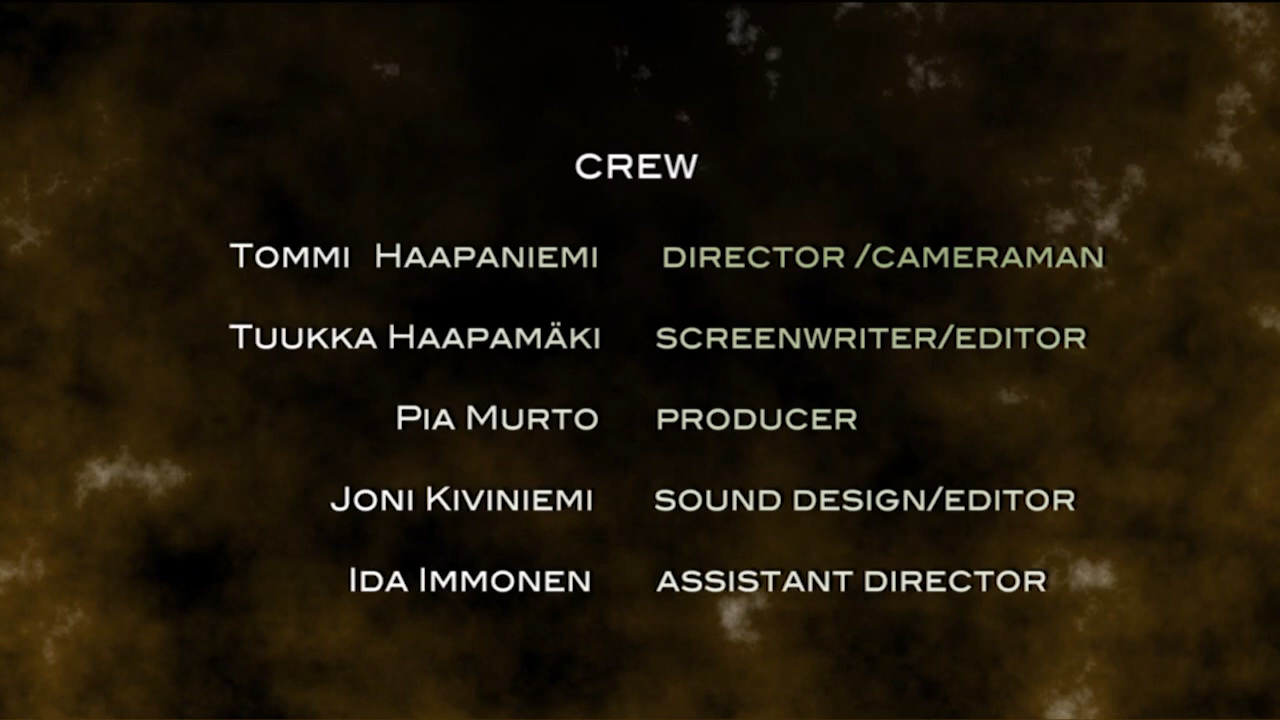 CREW
TOMMI HAAPANIEMI DIRECTOR /CAMERAMAN
TUUKKA HAAPAMÄKI SCREENWRITER/EDITOR
PIA MURTO PRODUCER
JONI KIVINIEMI SOUND DESIGN/EDITOR
IDA IMMONEN ASSISTANT DIRECTOR